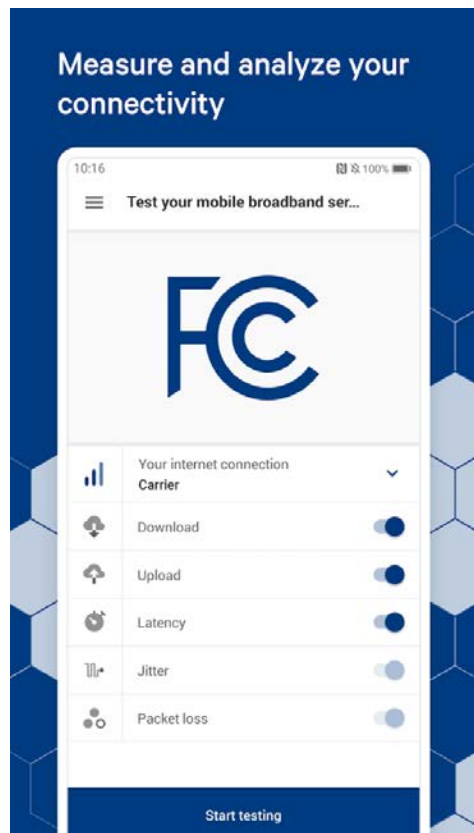 Measure and analyze your
connectivity
10:16
100%
Test your mobile broadband ser...
FCC
Your internet connection
Carrier
Download
Upload
Latency
Jitter
Packet loss
Start testing